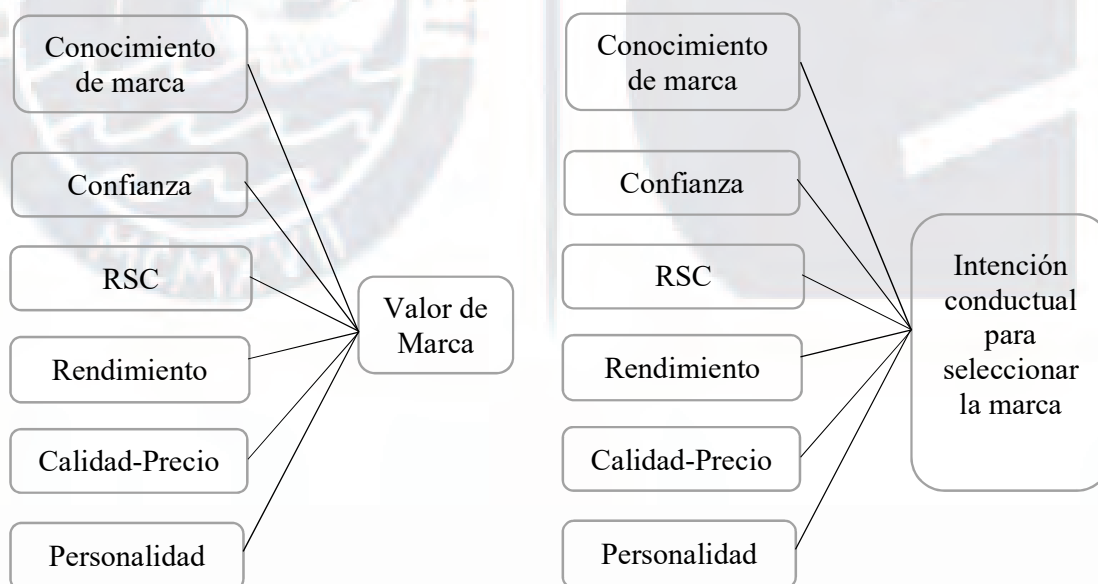 Conocimiento
de marca
Confianza
RSC
Rendimiento
Calidad-Precio
Personalidad
Valor de
Marca
Conocimiento
de marca
Confianza
RSC
Rendimiento
Calidad-Precio
Personalidad
Intención
conductual
para
seleccionar
la marca